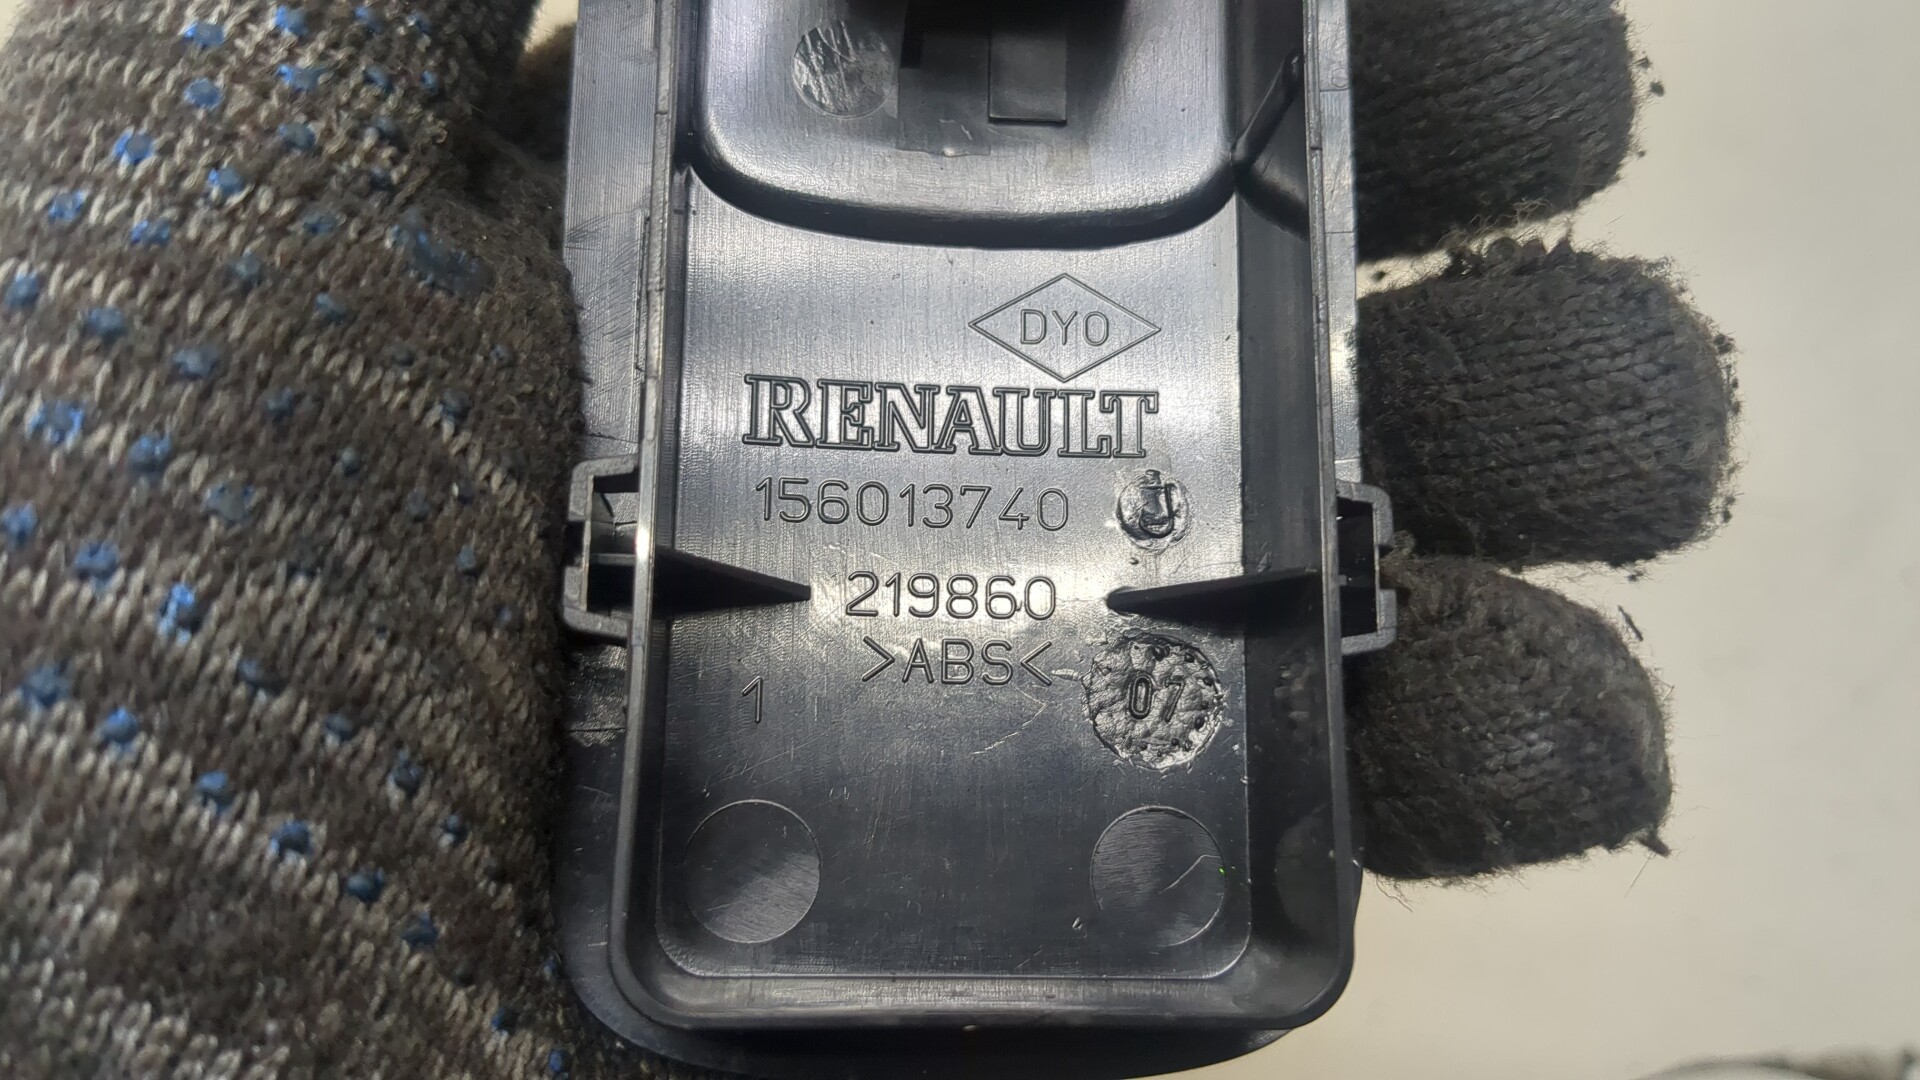 DYO
RENAULT
156013740
219860
>ABS<
1
07